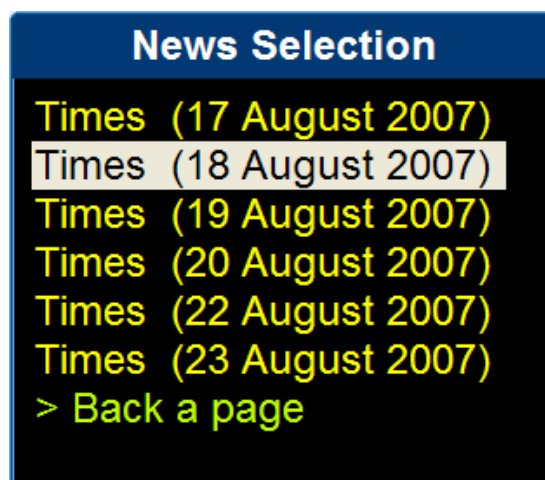 News Selection
Times (17 August 2007)
Times (18 August 2007)
Times (19 August 2007)
Times (20 August 2007)
Times (22 August 2007)
Times (23 August 2007)
> Back a page